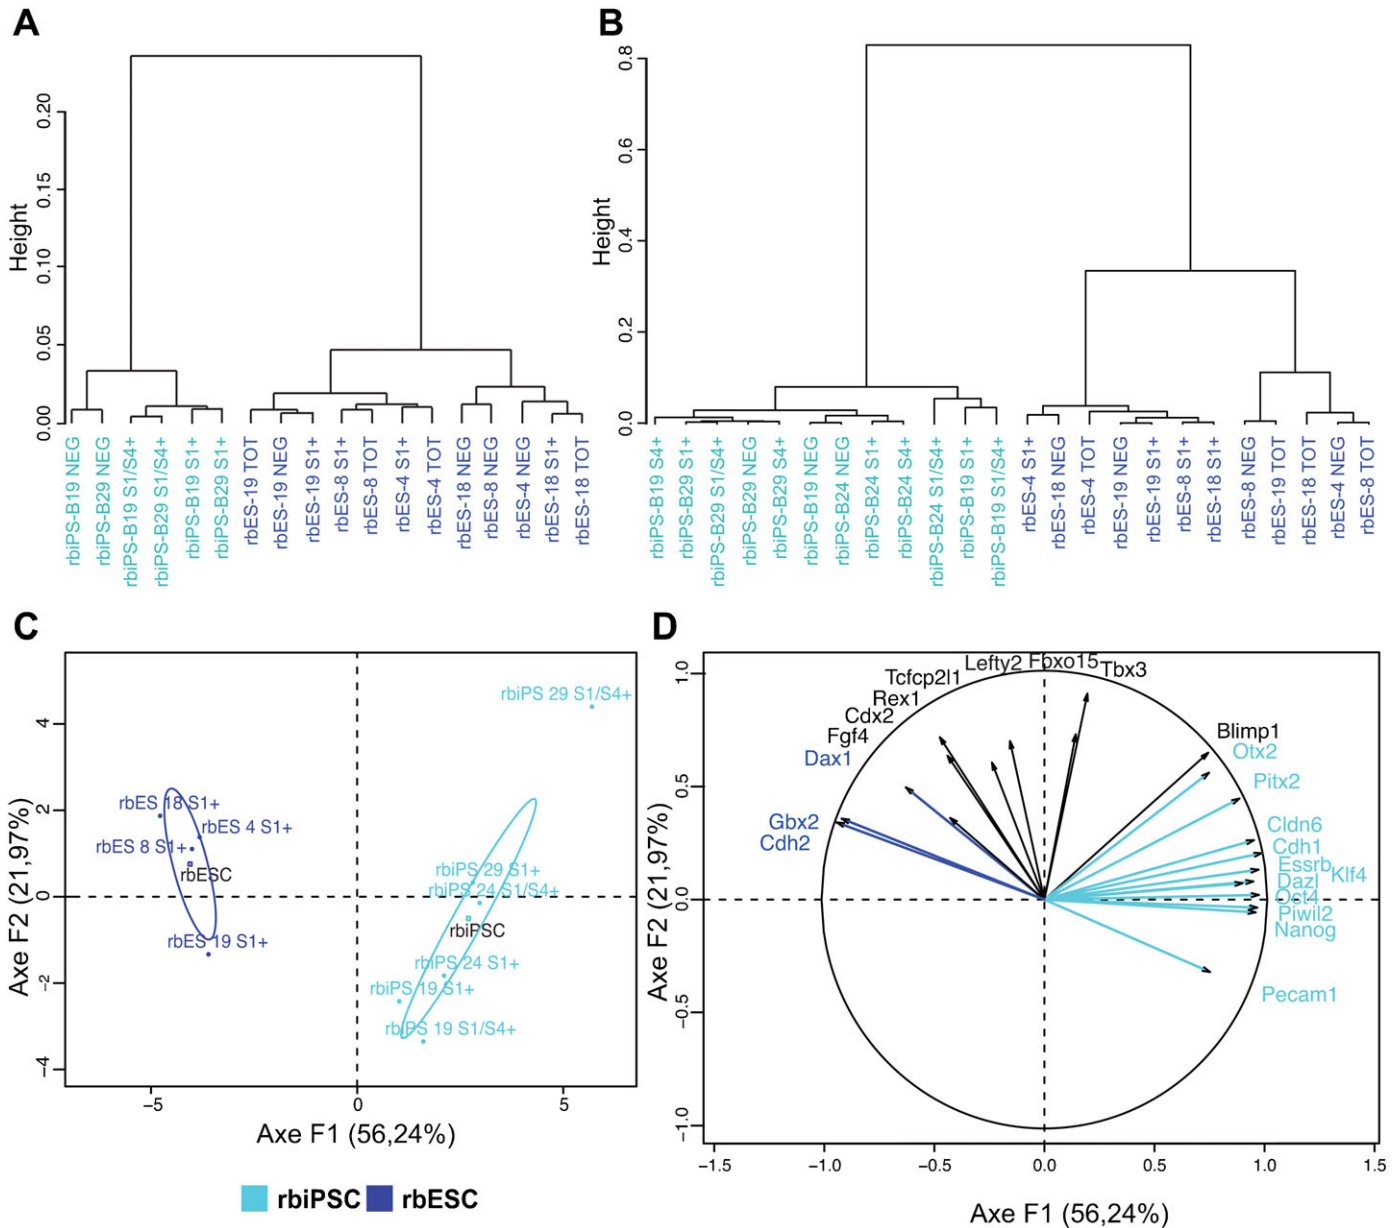 A
Height
0.20
0.15
0.10
0.05
0.00
rbiPS-B19 NEG
rbiPS-B29 NEG
rbiPS-B19 S1/S4+
rbiPS-B29 S1/S4+
rbiPS-B19 S1+
rbiPS-B29 S1+
rbES-19 TOT
rbES-19 NEG
rbES-19 S1+
rbES-8 S1+
rbES-8 TOT
rbES-4 S1+
rbES-4 TOT
rbES-18 NEG
rbES-8 NEG
rbES-4 NEG
rbES-18 S1+
rbES-18 TOT
B
Height
0.8
0.6
0.4
0.2
0.0
rbiPS-B19 S4+
rbiPS-B29 S1+
rbiPS-B29 S1/S4+
rbiPS-B29 NEG
rbiPS-B29 S4+
rbiPS-B19 NEG
rbiPS-B24 NEG
rbiPS-B24 S1+
rbiPS-B24 S4+
rbiPS-B24 S1/S4+
rbiPS-B19 S1+
rbiPS-B19 S1/S4+
rbES-4 S1+
rbES-18 NEG
rbES-4 TOT
rbES-19 NEG
rbES-19 S1+
rbES-8 S1+
rbES-18 S1+
rbES-8 NEG
rbES-19 TOT
rbES-18 TOT
rbES-4 NEG
rbES-8 TOT
C
Axe F2 (21,97%)
4
2
0
−2
−4
rbiPS 29 S1/S4+
rbES 18 S1+
rbES 4 S1+
rbES 8 S1+
rbESC
rbES 19 S1+
rbiPS 29 S1+
rbiPS 24 S1/S4+
rbiPSC
rbiPS 24 S1+
rbiPS 19 S1+
rbiPS 19 S1/S4+
−5
0
5
Axe F1 (56,24%)
rbiPSC
rbESC
D
Axe F2 (21,97%)
1.0
0.5
0.0
−0.5
−1.0
Lefty2
Fbxo15
Tbx3
Tcfcp2l1
Rex1
Cdx2
Fgf4
Dax1
Gbx2
Cdh2
Blimp1
Otx2
Pitx2
Cldn6
Cdh1
Essrb
Klf4
Dazl
Oct4
Piwil2
Nanog
Pecam1
−1.5
−1.0
−0.5
0.0
0.5
1.0
1.5
Axe F1 (56,24%)